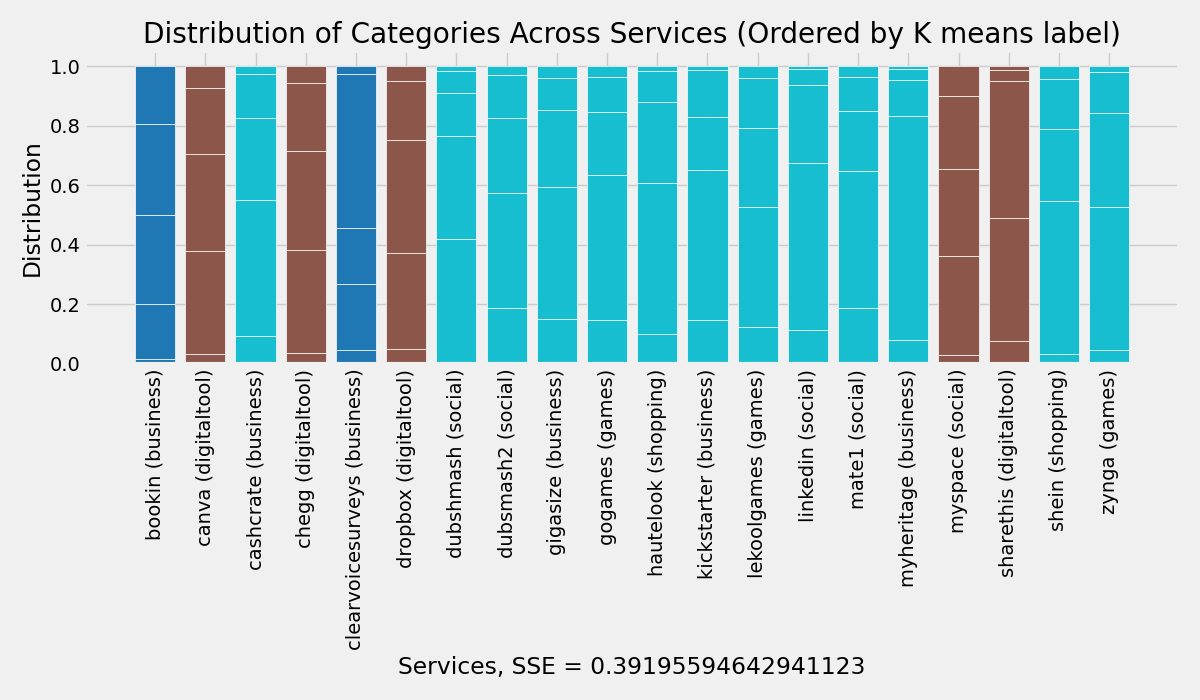 Distribution of Categories Across Services (Ordered by K means label)
Distribution
1.0
0.8
0.6
0.4
0.2
0.0
bookin (business)
canva (digitaltool)
cashcrate (business)
chegg (digitaltool)
clearvoicesurveys (business)
dropbox (digitaltool)
dubshmash (social)
dubsmash2 (social)
gigasize (business)
gogames (games)
hautelook (shopping)
kickstarter (business)
lekoolgames (games)
linkedin (social)
mate1 (social)
myheritage (business)
myspace (social)
sharethis (digitaltool)
shein (shopping)
zynga (games)
Services, SSE = 0.39195594642941123